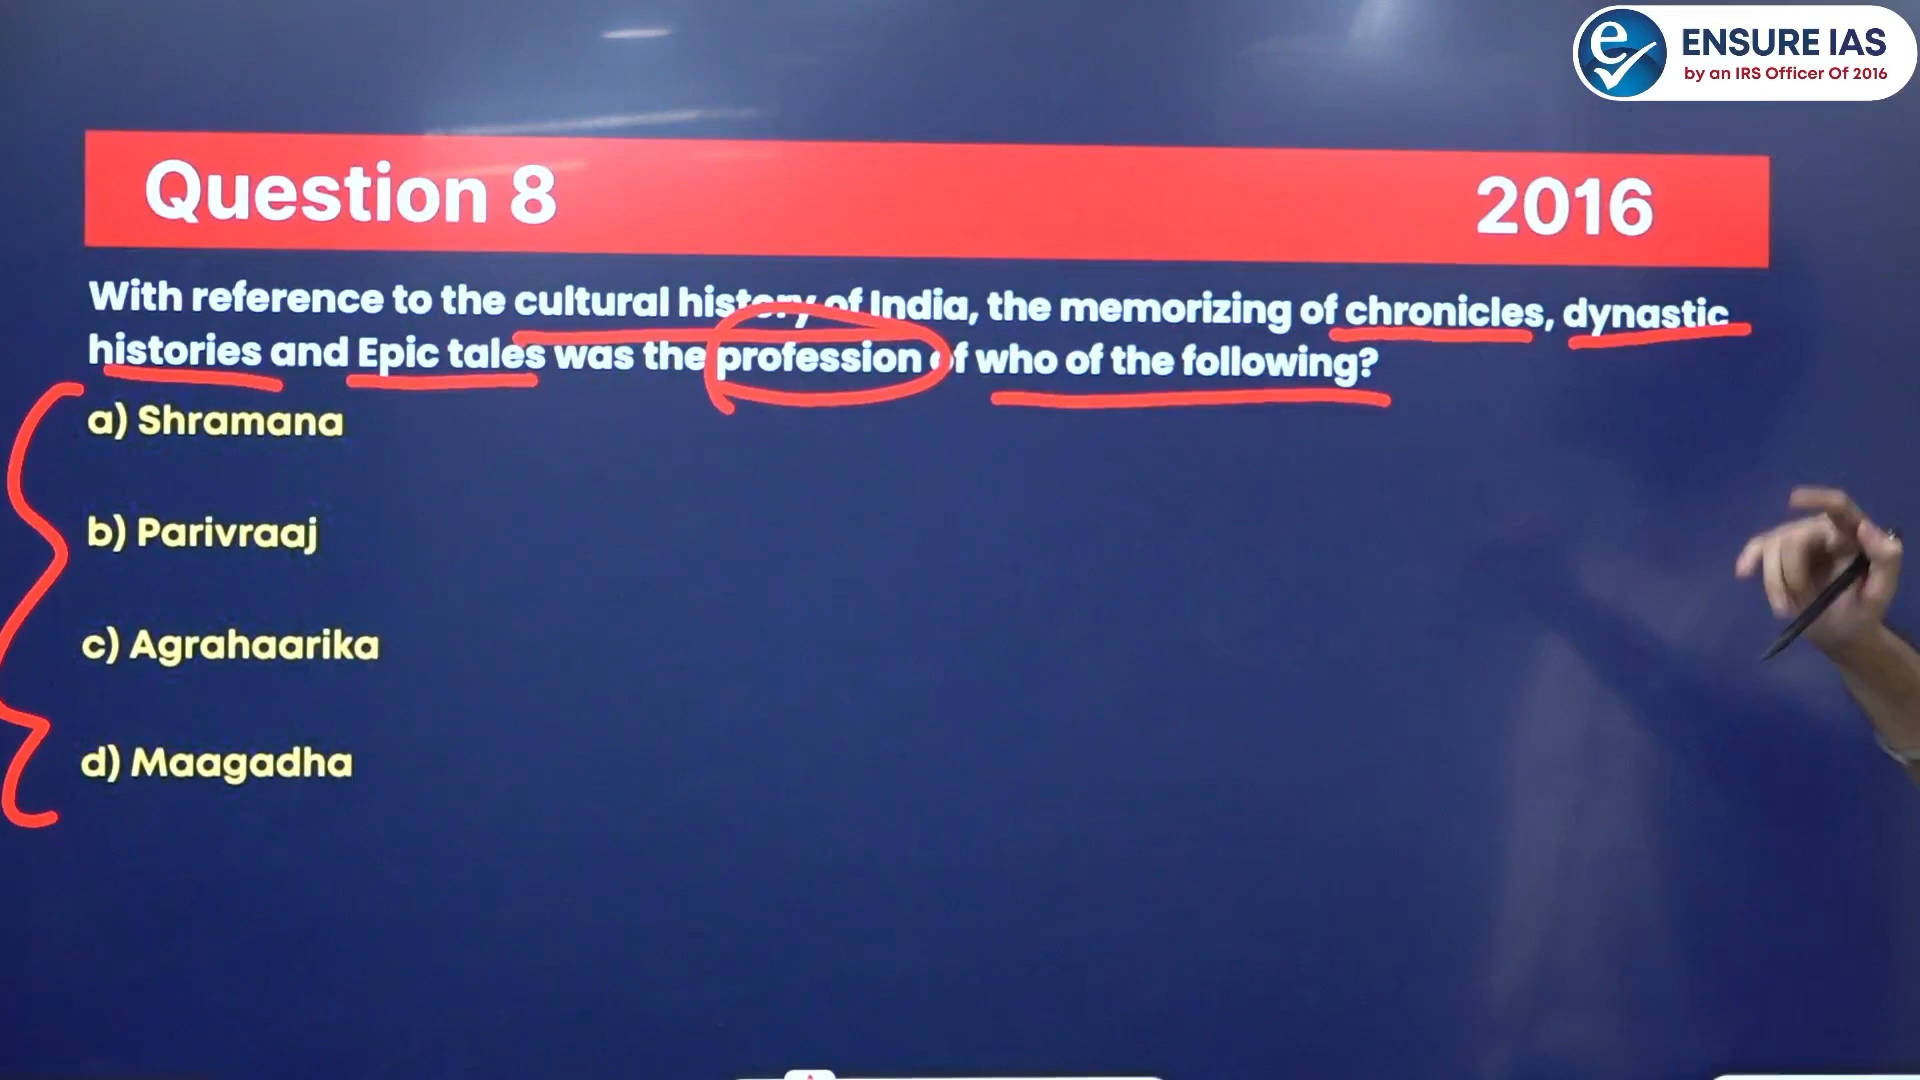 ENSURE IAS
by an IRS Officer Of 2016
Question 8
2016
With reference to the cultural history of India, the memorizing of chronicles, dynastic
histories and Epic tales was the profession of who of the following?
a) Shramana
b) Parivraaj
c) Agrahaarika
d) Maagadha